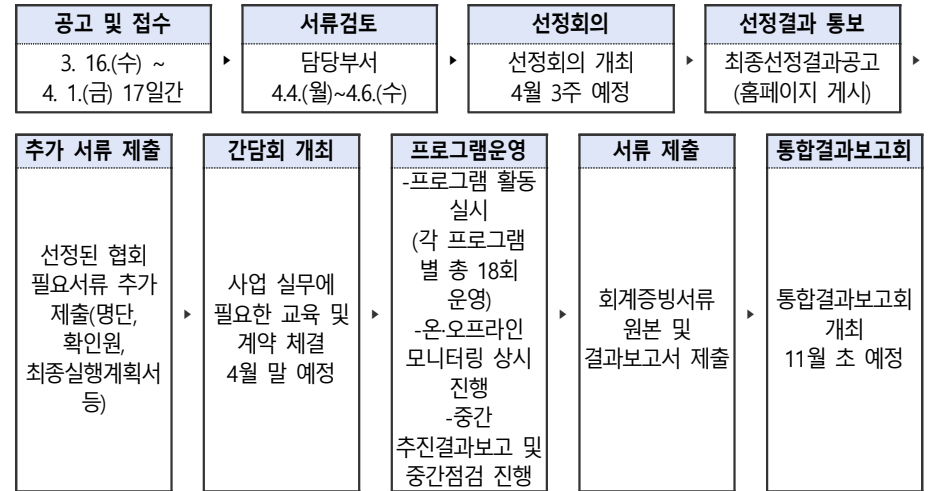 공고 및 접수
3. 16.(수) ~
4. 1.(금) 17일간
▸
서류검토
담당부서
4.4.(월)~4.6.(수)
▸
선정회의
선정회의 개최
4월 3주 예정
▸
선정결과 통보
최종선정결과공고
(홈페이지 게시)
▸
추가 서류 제출
선정된 협회
필요서류 추가
제출(명단,
확인원,
최종실행계획서
등)
▸
간담회 개최
사업 실무에
필요한 교육 및
계약 체결
4월 말 예정
▸
프로그램운영
-프로그램 활동
실시
(각 프로그램
별 총 18회
운영)
-온·오프라인
모니터링 상시
진행
-중간
추진결과보고 및
중간점검 진행
▸
서류 제출
회계증빙서류
원본 및
결과보고서 제출
▸
통합결과보고회
통합결과보고회
개최
11월 초 예정